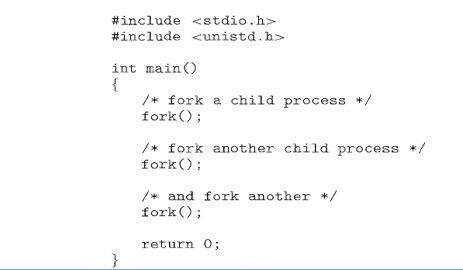 #include <stdio.h>
#include <unistd.h>
int main()
{
/* fork a child process */
fork();
/* fork another child process */
fork();
/* and fork another */
fork();
return 0;
}